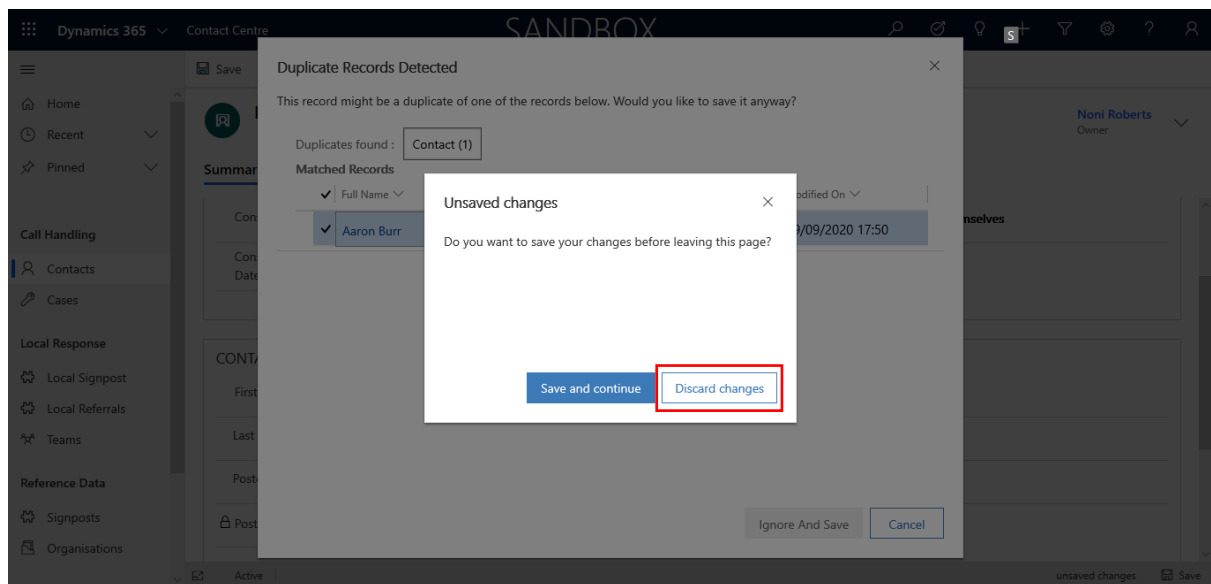 Dynamics 365 Contact Centre SANDBOX S
Save
Home
Recent
Pinned
Call Handling
Contacts
Cases
Local Response
Local Signpost
Local Referrals
Teams
Reference Data
Signposts
Organisations
Noni Roberts
Owner
Summar
Con
nselves
Con
Date
CONTA
First
Last
Post
Post
Duplicate Records Detected
This record might be a duplicate of one of the records below. Would you like to save it anyway?
Duplicates found : Contact (1)
Matched Records
Full Name odified On
Aaron Burr 9/09/2020 17:50
Unsaved changes
Do you want to save your changes before leaving this page?
Save and continue Discard changes
Ignore And Save Cancel
Active unsaved changes Save